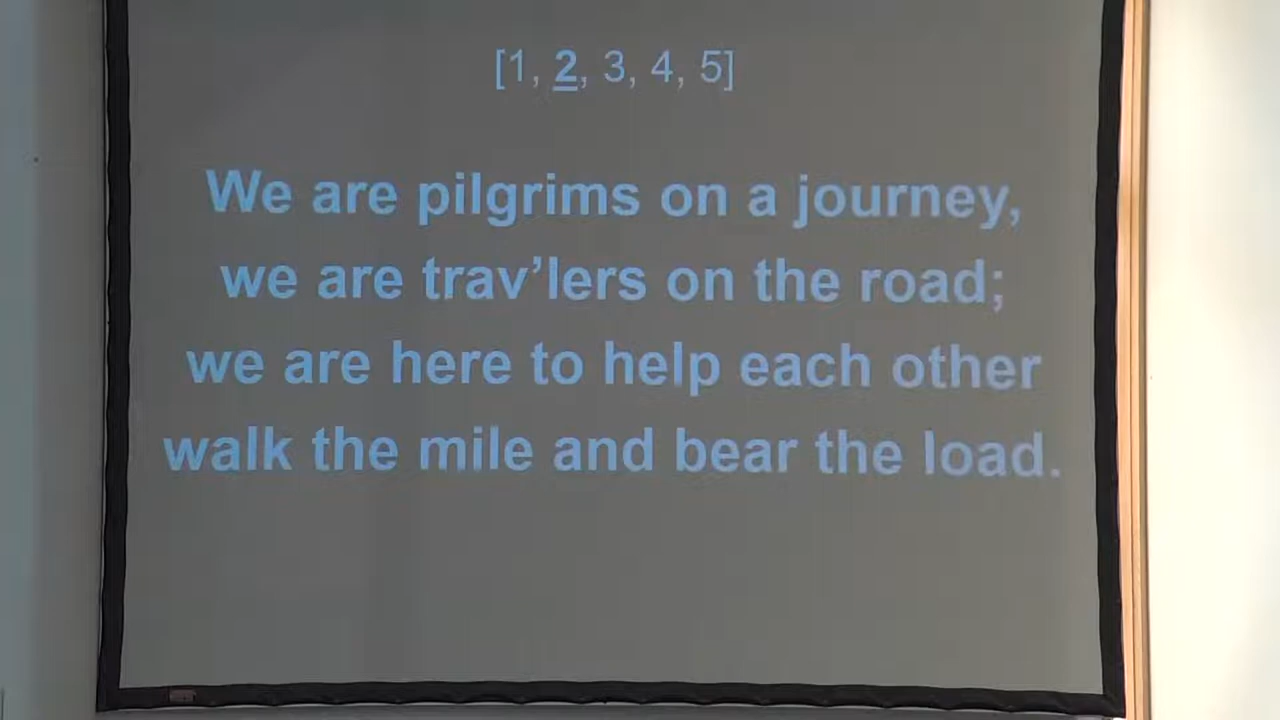 [1, 2, 3, 4, 5]
We are pilgrims on a journey,
we are trav’lers on the road;
we are here to help each other
walk the mile and bear the load.